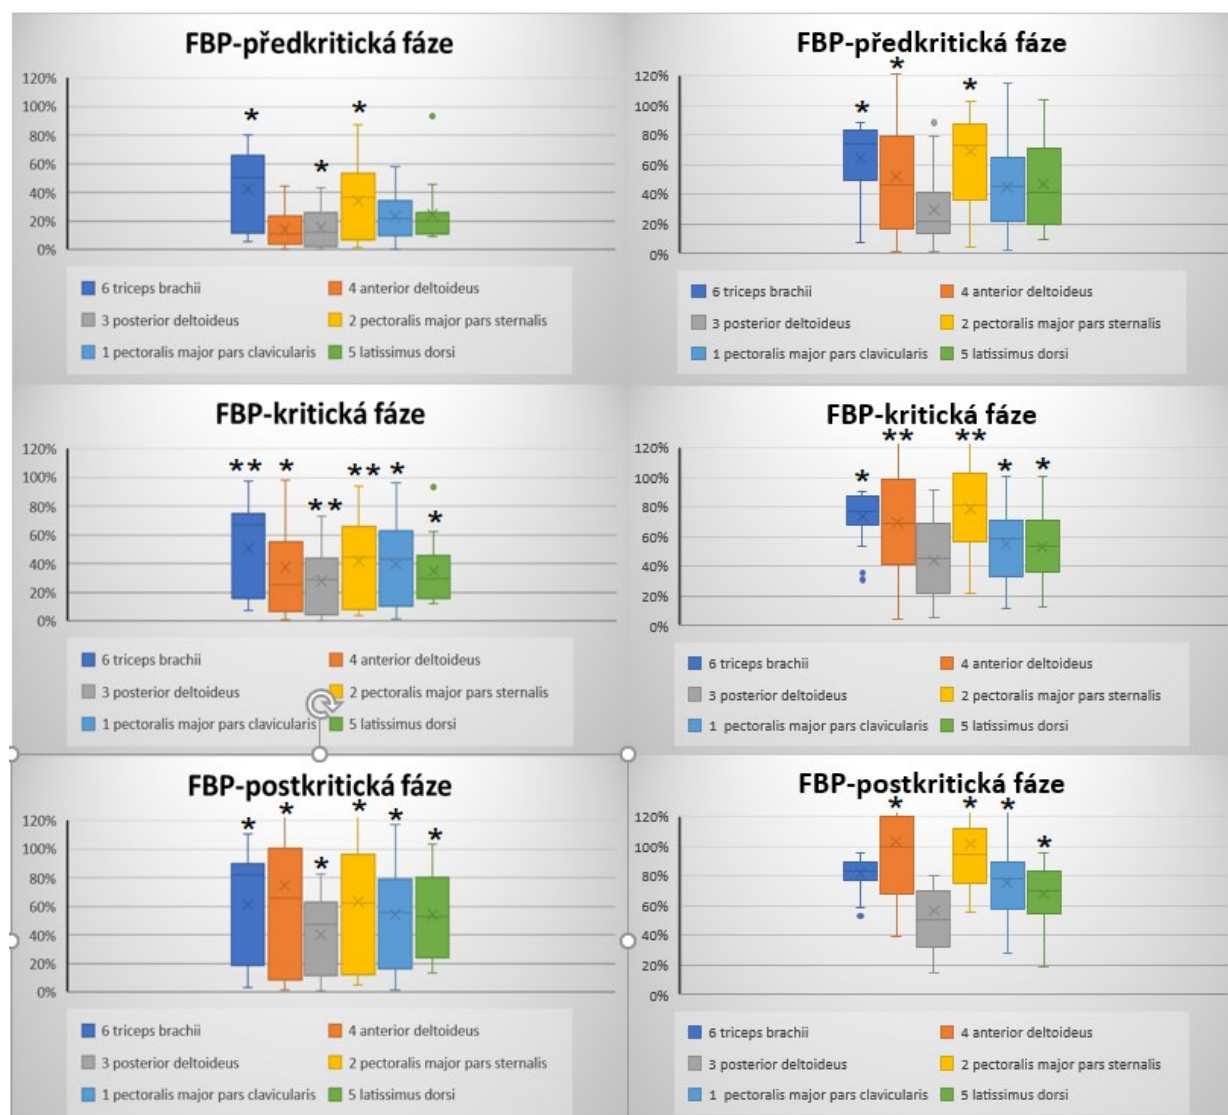 FBP-předkritická fáze
120%
100%
80%
60%
40%
20%
0%
* * *
6 triceps brachii 4 anterior deltoideus
3 posterior deltoideus 2 pectoralis major pars sternalis
1 pectoralis major pars clavicularis 5 latissimus dorsi
FBP-předkritická fáze
120%
100%
80%
60%
40%
20%
0%
* * *
6 triceps brachii 4 anterior deltoideus
3 posterior deltoideus 2 pectoralis major pars sternalis
1 pectoralis major pars clavicularis 5 latissimus dorsi
FBP-kritická fáze
120%
100%
80%
60%
40%
20%
0%
** * ** ** * *
6 triceps brachii 4 anterior deltoideus
3 posterior deltoideus 2 pectoralis major pars sternalis
1 pectoralis major pars clavicularis 5 latissimus dorsi
FBP-kritická fáze
120%
100%
80%
60%
40%
20%
0%
* ** ** * *
6 triceps brachii 4 anterior deltoideus
3 posterior deltoideus 2 pectoralis major pars sternalis
1 pectoralis major pars clavicularis 5 latissimus dorsi
FBP-postkritická fáze
120%
100%
80%
60%
40%
20%
0%
* * * * * *
6 triceps brachii 4 anterior deltoideus
3 posterior deltoideus 2 pectoralis major pars sternalis
1 pectoralis major pars clavicularis 5 latissimus dorsi
FBP-postkritická fáze
120%
100%
80%
60%
40%
20%
0%
* * * *
6 triceps brachii 4 anterior deltoideus
3 posterior deltoideus 2 pectoralis major pars sternalis
1 pectoralis major pars clavicularis 5 latissimus dorsi